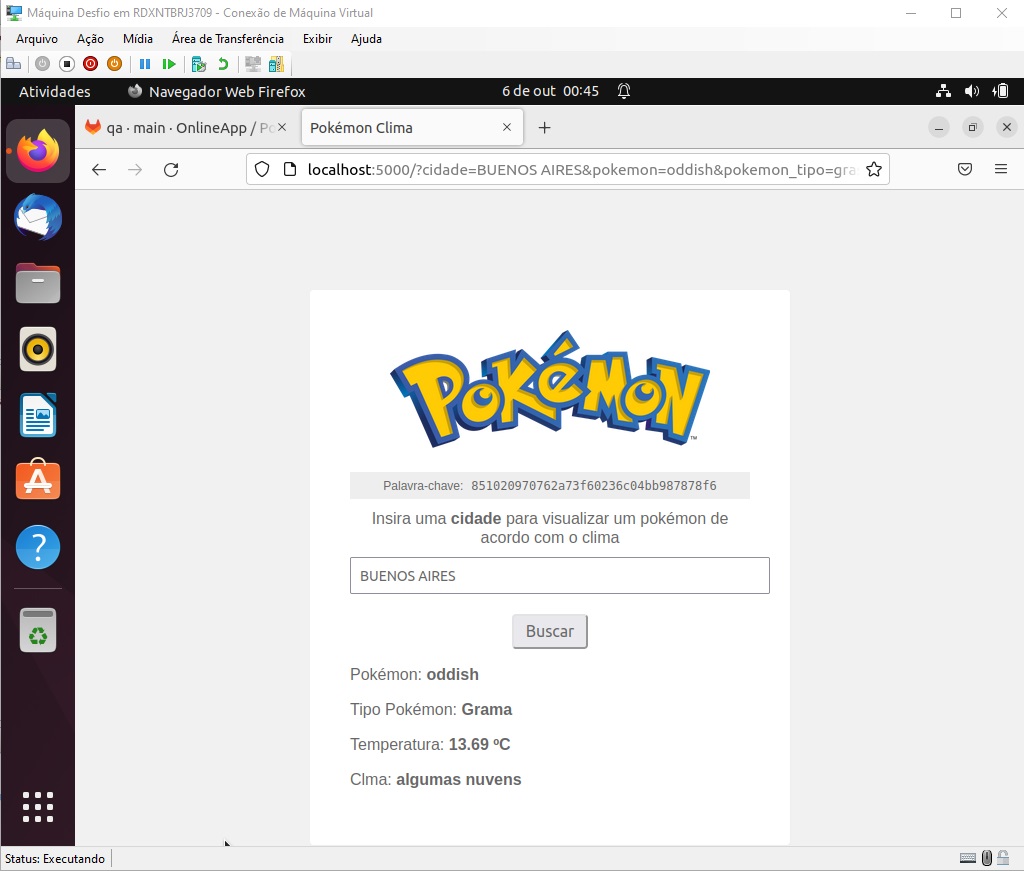 Máquina Desfio em RDXNTBRJ3709 - Conexão de Máquina Virtual
Arquivo Ação Mídia Área de Transferência Exibir Ajuda
Atividades Navegador Web Firefox 6 de out 00:45
qa · main · OnlineApp / Po Pokémon Clima
localhost:5000/?cidade=BUENOS AIRES&pokemon=oddish&pokemon_tipo=gra
POKéMON
TM
Palavra-chave: 851020970762a73f60236c04bb987878f6
Insira uma cidade para visualizar um pokémon de
acordo com o clima
BUENOS AIRES
Buscar
Pokémon: oddish
Tipo Pokémon: Grama
Temperatura: 13.69 ºC
Clma: algumas nuvens
Status: Executando